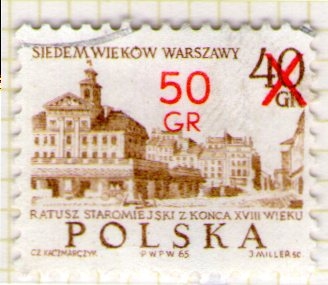 SIEDEM WIEKÓW WARSZAWY
40
GR
50
GR
RATUSZ STAROMIEJSKI Z KOŃCA XVIII WIEKU
POLSKA
CZ. KACZMARCZYK PWPW 65 J. MILLER SC.